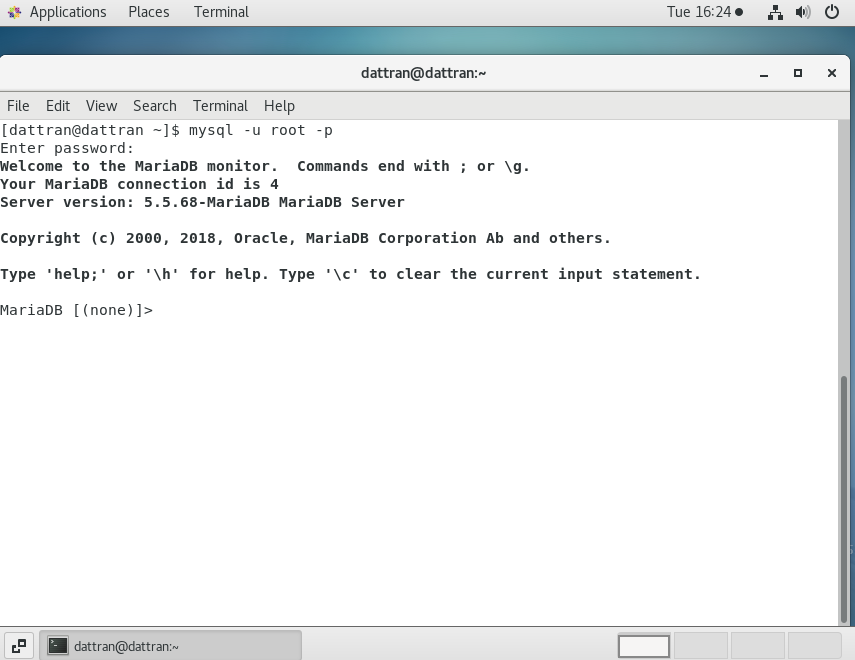 Applications Places Terminal Tue 16:24
dattran@dattran:~
File Edit View Search Terminal Help
[dattran@dattran ~]$ mysql -u root -p
Enter password:
Welcome to the MariaDB monitor.  Commands end with ; or \g.
Your MariaDB connection id is 4
Server version: 5.5.68-MariaDB MariaDB Server
Copyright (c) 2000, 2018, Oracle, MariaDB Corporation Ab and others.
Type 'help;' or '\h' for help. Type '\c' to clear the current input statement.
MariaDB [(none)]>
dattran@dattran:~